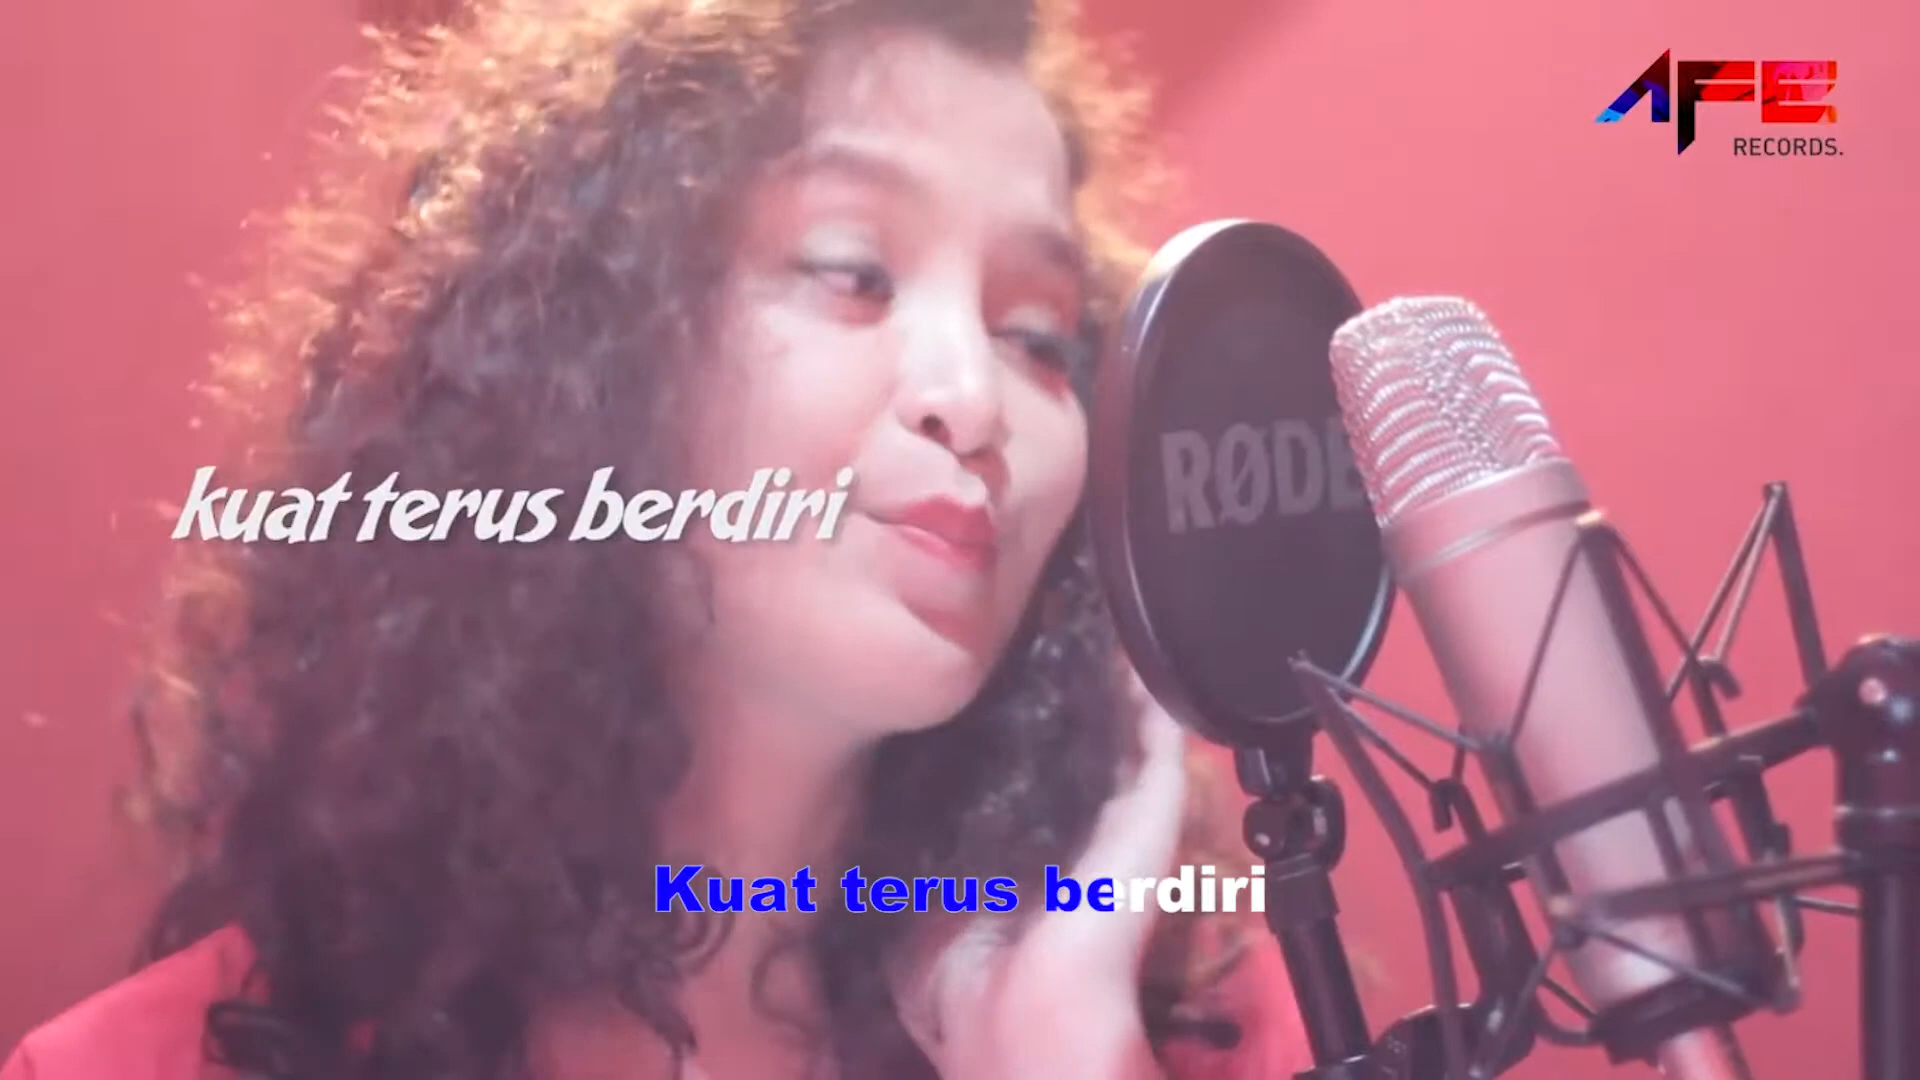 AFE
RECORDS.
RØDE
kuat terus berdiri
Kuat terus berdiri